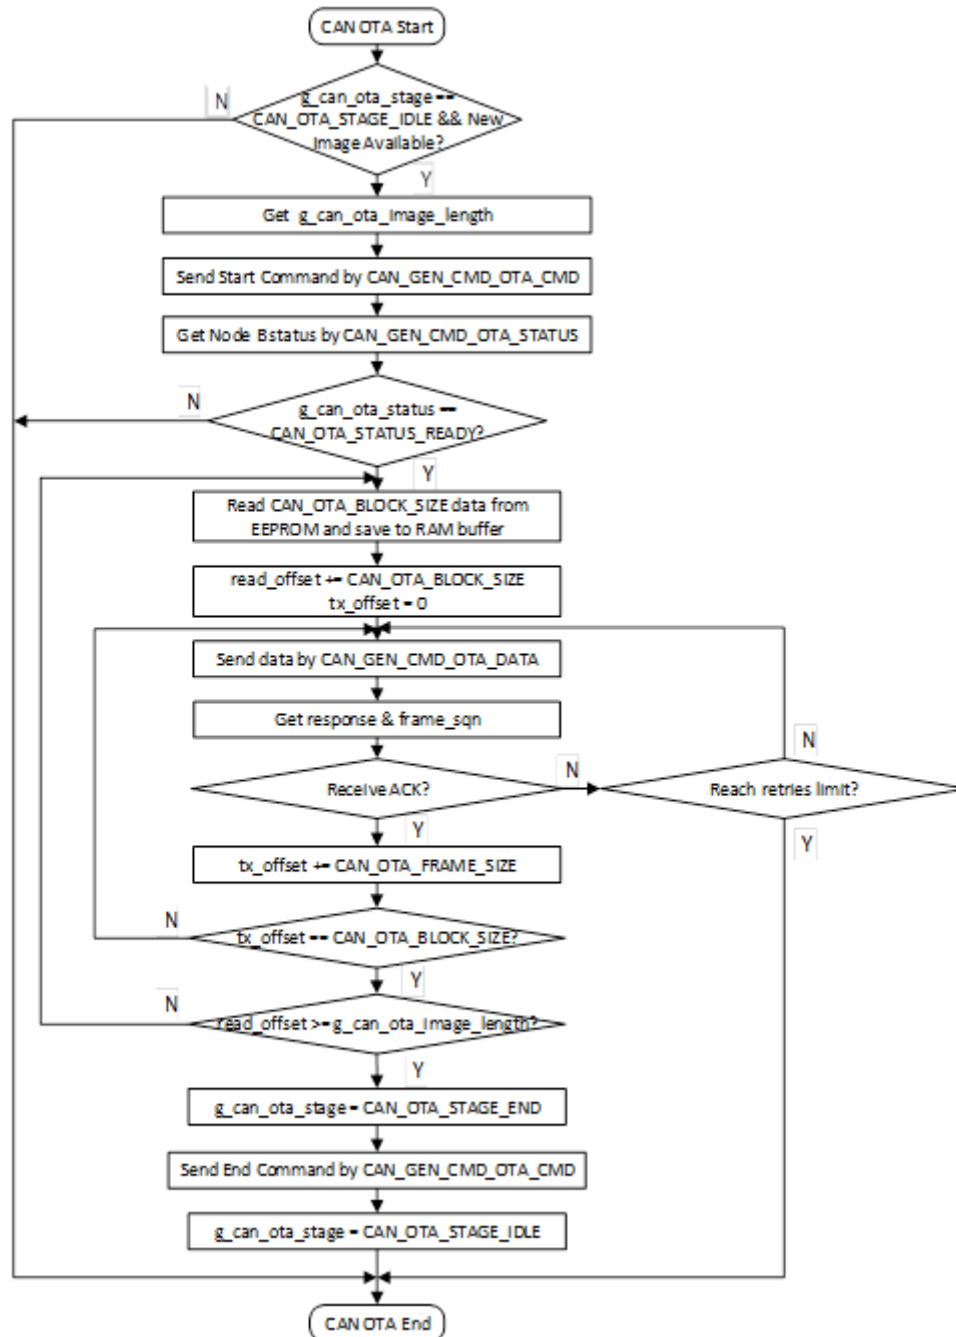 CAN OTA Start
N
g_can_ota_stage ==
CAN_OTA_STAGE_IDLE && New
Image Available?
Y
Get g_can_ota_image_length
Send Start Command by CAN_GEN_CMD_OTA_CMD
Get Node B status by CAN_GEN_CMD_OTA_STATUS
N
g_can_ota_status ==
CAN_OTA_STATUS_READY?
Y
Read CAN_OTA_BLOCK_SIZE data from
EEPROM and save to RAM buffer
read_offset += CAN_OTA_BLOCK_SIZE
tx_offset = 0
Send data by CAN_GEN_CMD_OTA_DATA
Get response & frame_sqn
N
Receive ACK?
N
Reach retries limit?
Y
Y
tx_offset += CAN_OTA_FRAME_SIZE
N
tx_offset == CAN_OTA_BLOCK_SIZE?
Y
N
read_offset >= g_can_ota_image_length?
Y
g_can_ota_stage = CAN_OTA_STAGE_END
Send End Command by CAN_GEN_CMD_OTA_CMD
g_can_ota_stage = CAN_OTA_STAGE_IDLE
CAN OTA End